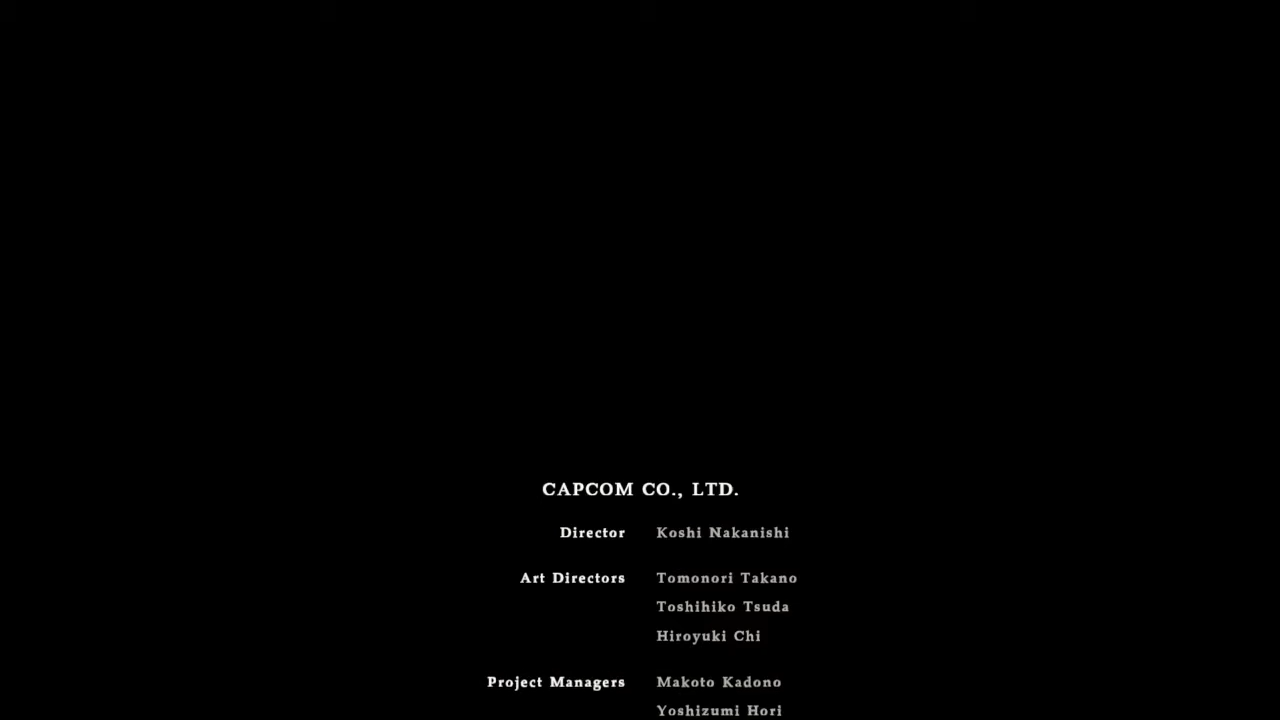 CAPCOM CO., LTD.
Director Koshi Nakanishi
Art Directors Tomonori Takano
Toshihiko Tsuda
Hiroyuki Chi
Project Managers Makoto Kadono
Yoshizumi Hori